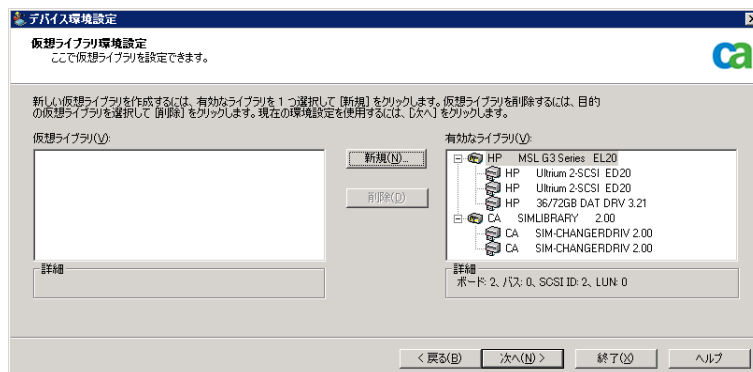 デバイス環境設定
仮想ライブラリ環境設定
ここで仮想ライブラリを設定できます。
ca
新しい仮想ライブラリを作成するには、有効なライブラリを 1 つ選択して [新規] をクリックします。仮想ライブラリを削除するには、目的
の仮想ライブラリを選択して [削除] をクリックします。現在の環境設定を使用するには、[次へ] をクリックします。
仮想ライブラリ(V):
有効なライブラリ(V):
新規(N)...
削除(D)
HP MSL G3 Series EL20
HP Ultrium 2-SCSI ED20
HP Ultrium 2-SCSI ED20
HP 36/72GB DAT DRV 3.21
CA SIMLIBRARY 2.00
CA SIM-CHANGERDRIV 2.00
CA SIM-CHANGERDRIV 2.00
詳細
詳細
ボード: 2、バス: 0、SCSI ID: 2、LUN: 0
< 戻る(B)
次へ(N) >
終了(X)
ヘルプ